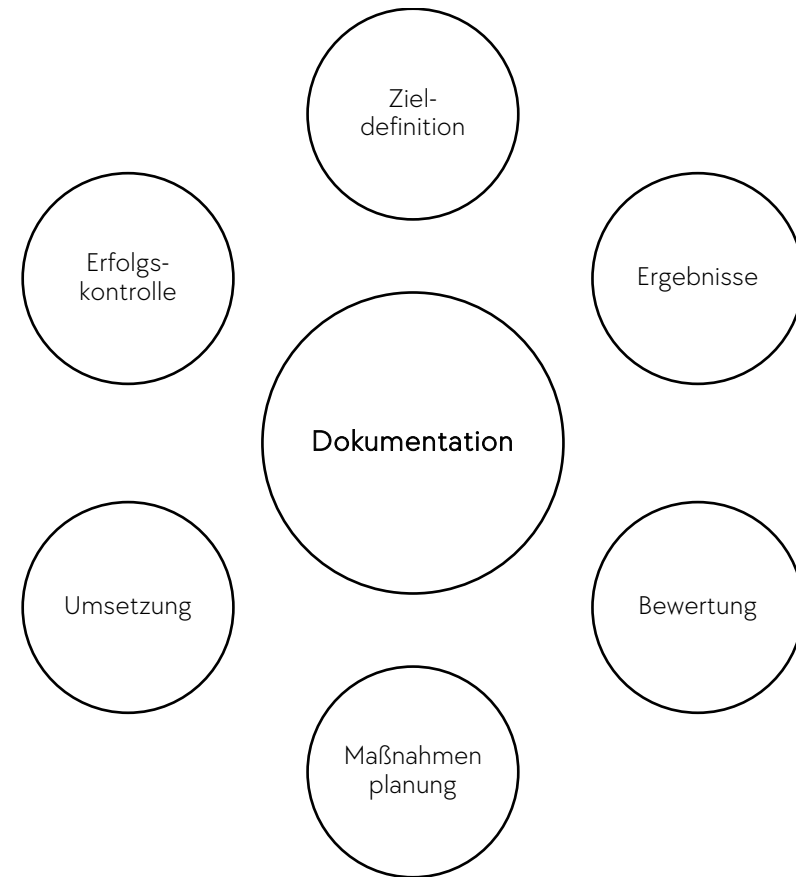 Ziel-
definition
Erfolgs-
kontrolle
Ergebnisse
Dokumentation
Umsetzung
Bewertung
Maßnahmen
planung